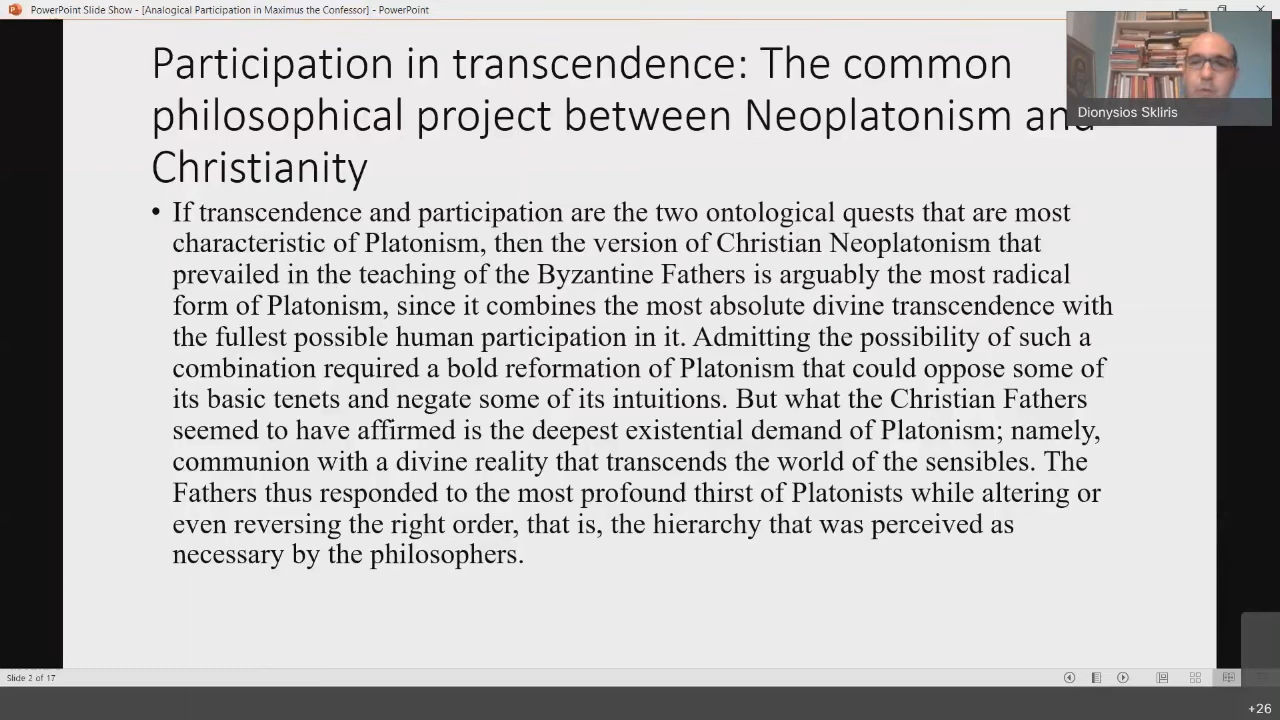 PowerPoint Slide Show - [Analogical Participation in Maximus the Confessor] - PowerPoint
Participation in transcendence: The common
philosophical project between Neoplatonism and
Christianity
Dionysios Skliris
• If transcendence and participation are the two ontological quests that are most
characteristic of Platonism, then the version of Christian Neoplatonism that
prevailed in the teaching of the Byzantine Fathers is arguably the most radical
form of Platonism, since it combines the most absolute divine transcendence with
the fullest possible human participation in it. Admitting the possibility of such a
combination required a bold reformation of Platonism that could oppose some of
its basic tenets and negate some of its intuitions. But what the Christian Fathers
seemed to have affirmed is the deepest existential demand of Platonism; namely,
communion with a divine reality that transcends the world of the sensibles. The
Fathers thus responded to the most profound thirst of Platonists while altering or
even reversing the right order, that is, the hierarchy that was perceived as
necessary by the philosophers.
Slide 2 of 17
+26